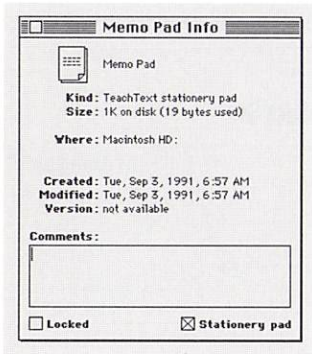 Memo Pad Info
Memo Pad
Kind: TeachText stationery pad
Size: 1K on disk (19 bytes used)
Where: Macintosh HD:
Created: Tue, Sep 3, 1991, 6:57 AM
Modified: Tue, Sep 3, 1991, 6:57 AM
Version: not available
Comments:
Locked
Stationery pad